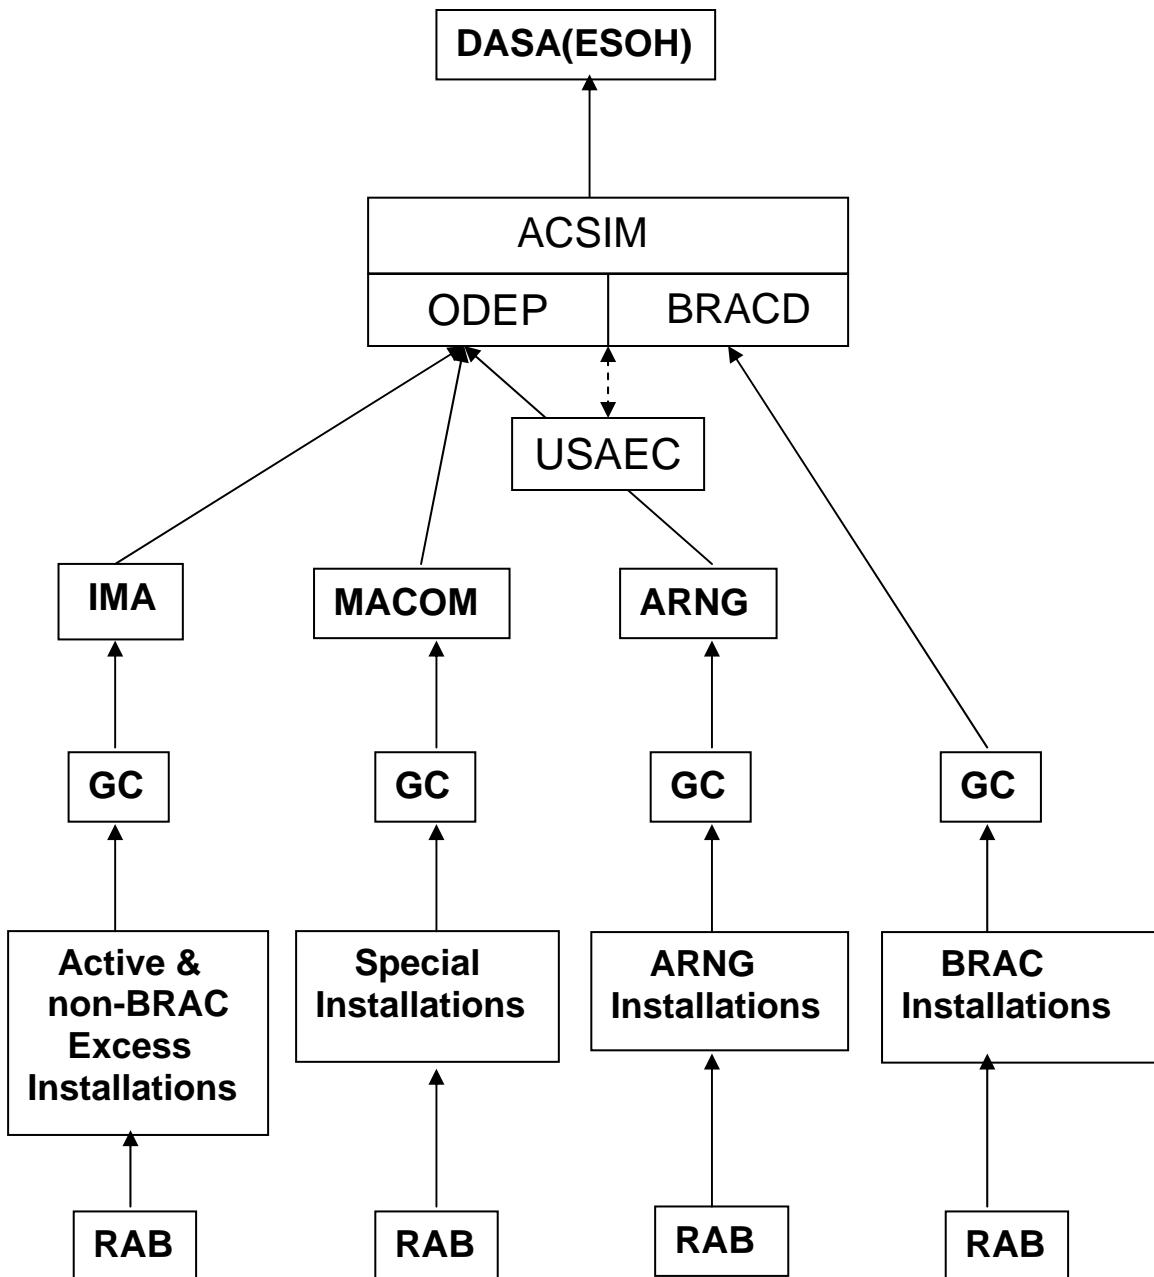 DASA(ESOH)
ACSIM
ODEP
BRACD
USAEC
IMA
MACOM
ARNG
GC
GC
GC
GC
Active &
non-BRAC
Excess
Installations
Special
Installations
ARNG
Installations
BRAC
Installations
RAB
RAB
RAB
RAB